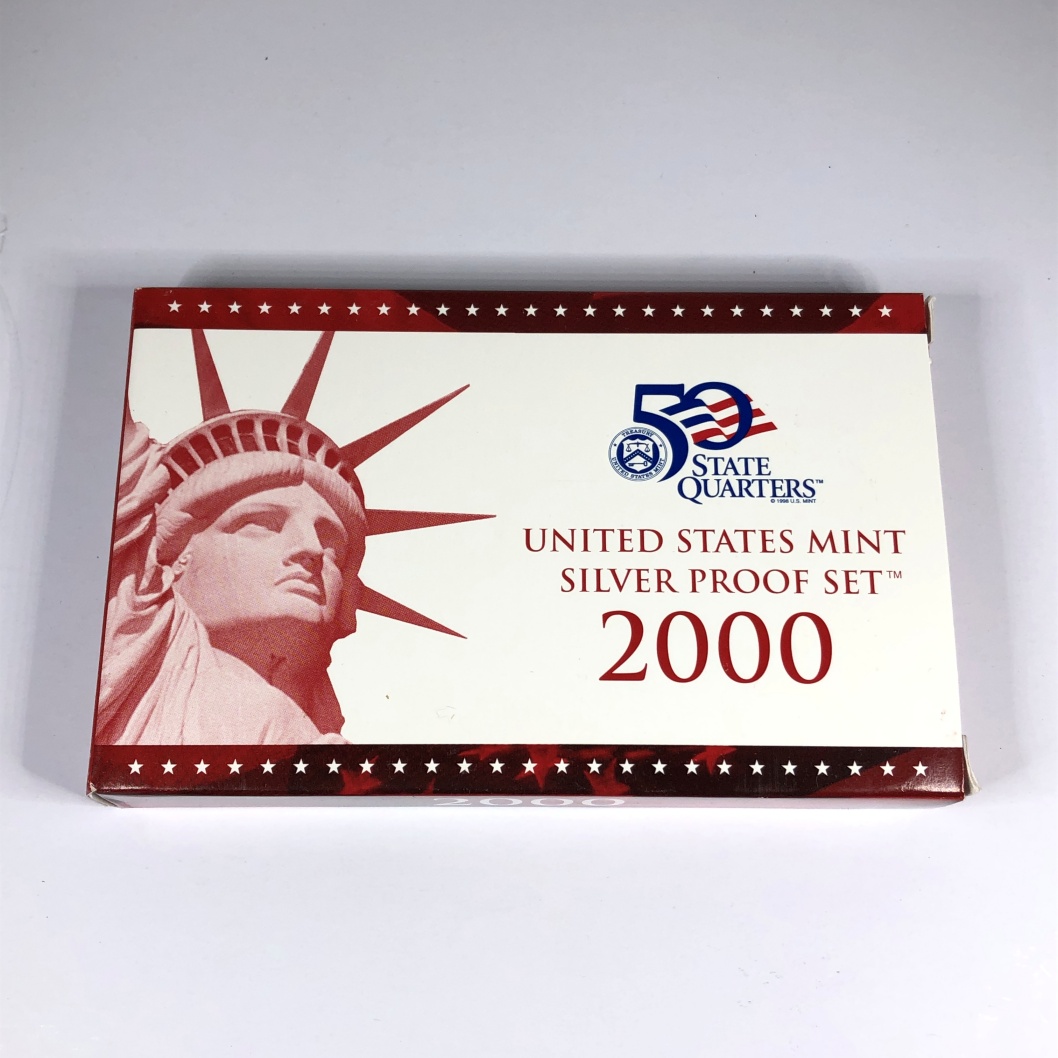 50
TREASURY
UNITED STATES MINT
STATE
QUARTERS™
© 1998 U.S. MINT
UNITED STATES MINT
SILVER PROOF SET™
2000
2000